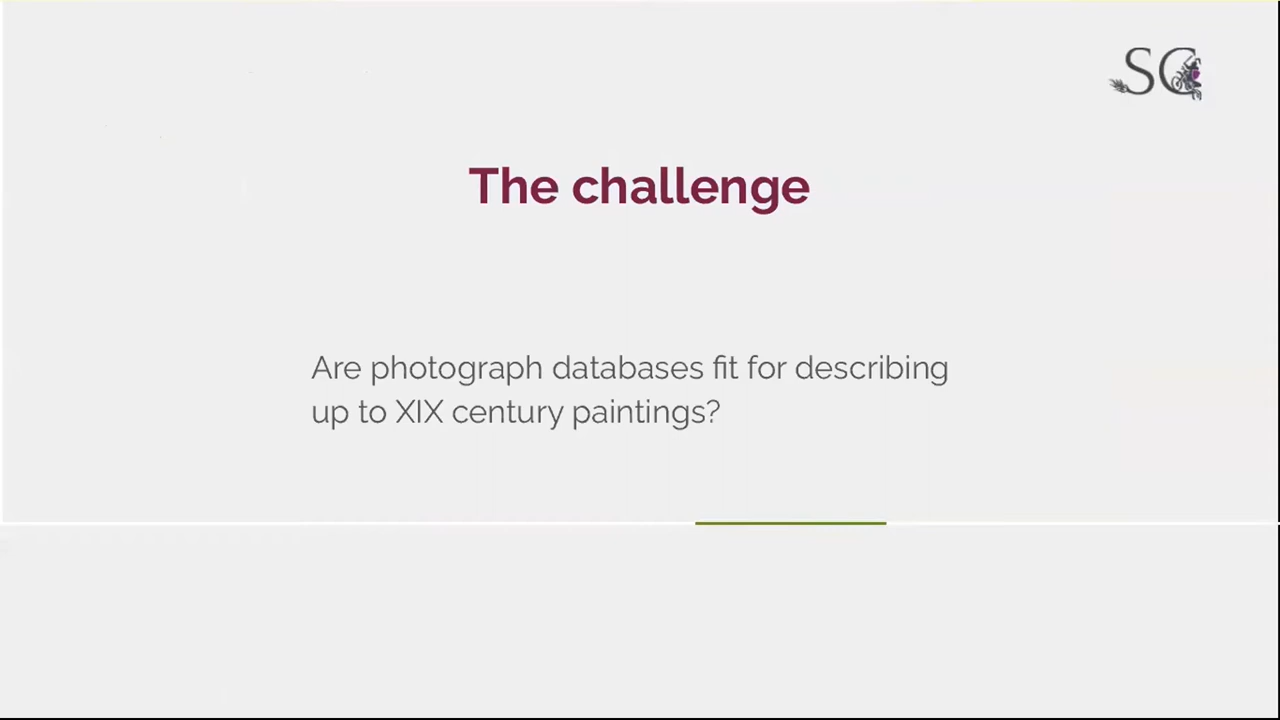 SC
The challenge
Are photograph databases fit for describing
up to XIX century paintings?